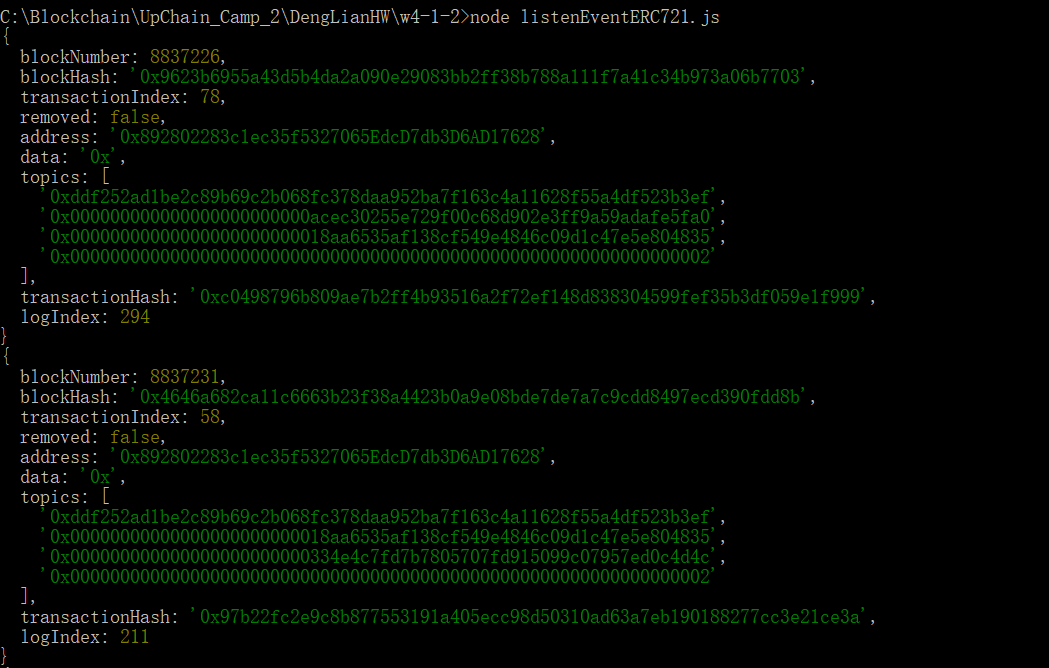 C:\Blockchain\UpChain_Camp_2\DengLianHW\w4-1-2>node listenEventERC721.js
{
  blockNumber: 8837226,
  blockHash: '0x9623b6955a43d5b4da2a090e29083bb2ff38b788a111f7a41c34b973a06b7703',
  transactionIndex: 78,
  removed: false,
  address: '0x892802283c1ec35f5327065EdcD7db3D6AD17628',
  data: '0x',
  topics: [
    '0xddf252ad1be2c89b69c2b068fc378daa952ba7f163c4a11628f55a4df523b3ef',
    '0x000000000000000000000000acec30255e729f00c68d902e3ff9a59adafe5fa0',
    '0x00000000000000000000000018aa6535af138cf549e4846c09d1c47e5e804835',
    '0x0000000000000000000000000000000000000000000000000000000000000002'
  ],
  transactionHash: '0xc0498796b809ae7b2ff4b93516a2f72ef148d838304599fef35b3df059e1f999',
  logIndex: 294
}
{
  blockNumber: 8837231,
  blockHash: '0x4646a682ca11c6663b23f38a4423b0a9e08bde7de7a7c9cdd8497ecd390fdd8b',
  transactionIndex: 58,
  removed: false,
  address: '0x892802283c1ec35f5327065EdcD7db3D6AD17628',
  data: '0x',
  topics: [
    '0xddf252ad1be2c89b69c2b068fc378daa952ba7f163c4a11628f55a4df523b3ef',
    '0x00000000000000000000000018aa6535af138cf549e4846c09d1c47e5e804835',
    '0x000000000000000000000000334e4c7fd7b7805707fd915099c07957ed0c4d4c',
    '0x0000000000000000000000000000000000000000000000000000000000000002'
  ],
  transactionHash: '0x97b22fc2e9c8b877553191a405ecc98d50310ad63a7eb190188277cc3e21ce3a',
  logIndex: 211
}